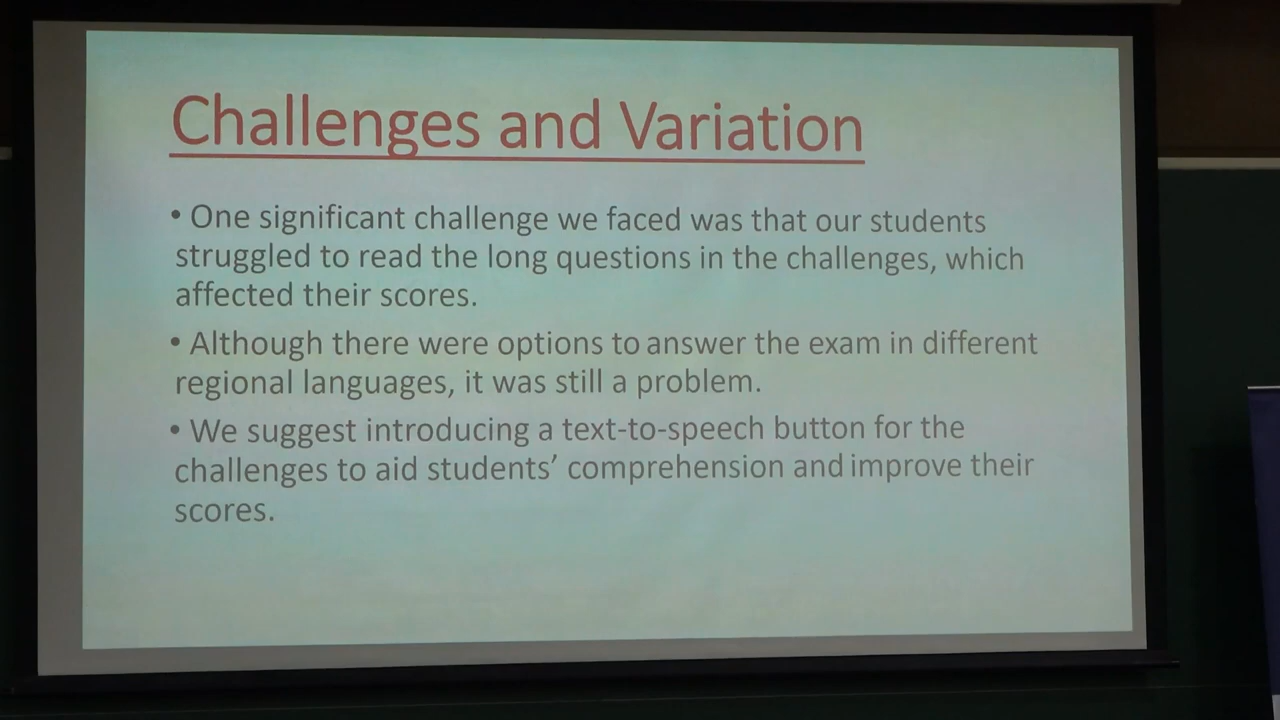 Challenges and Variation
• One significant challenge we faced was that our students
struggled to read the long questions in the challenges, which
affected their scores.
• Although there were options to answer the exam in different
regional languages, it was still a problem.
• We suggest introducing a text-to-speech button for the
challenges to aid students’ comprehension and improve their
scores.